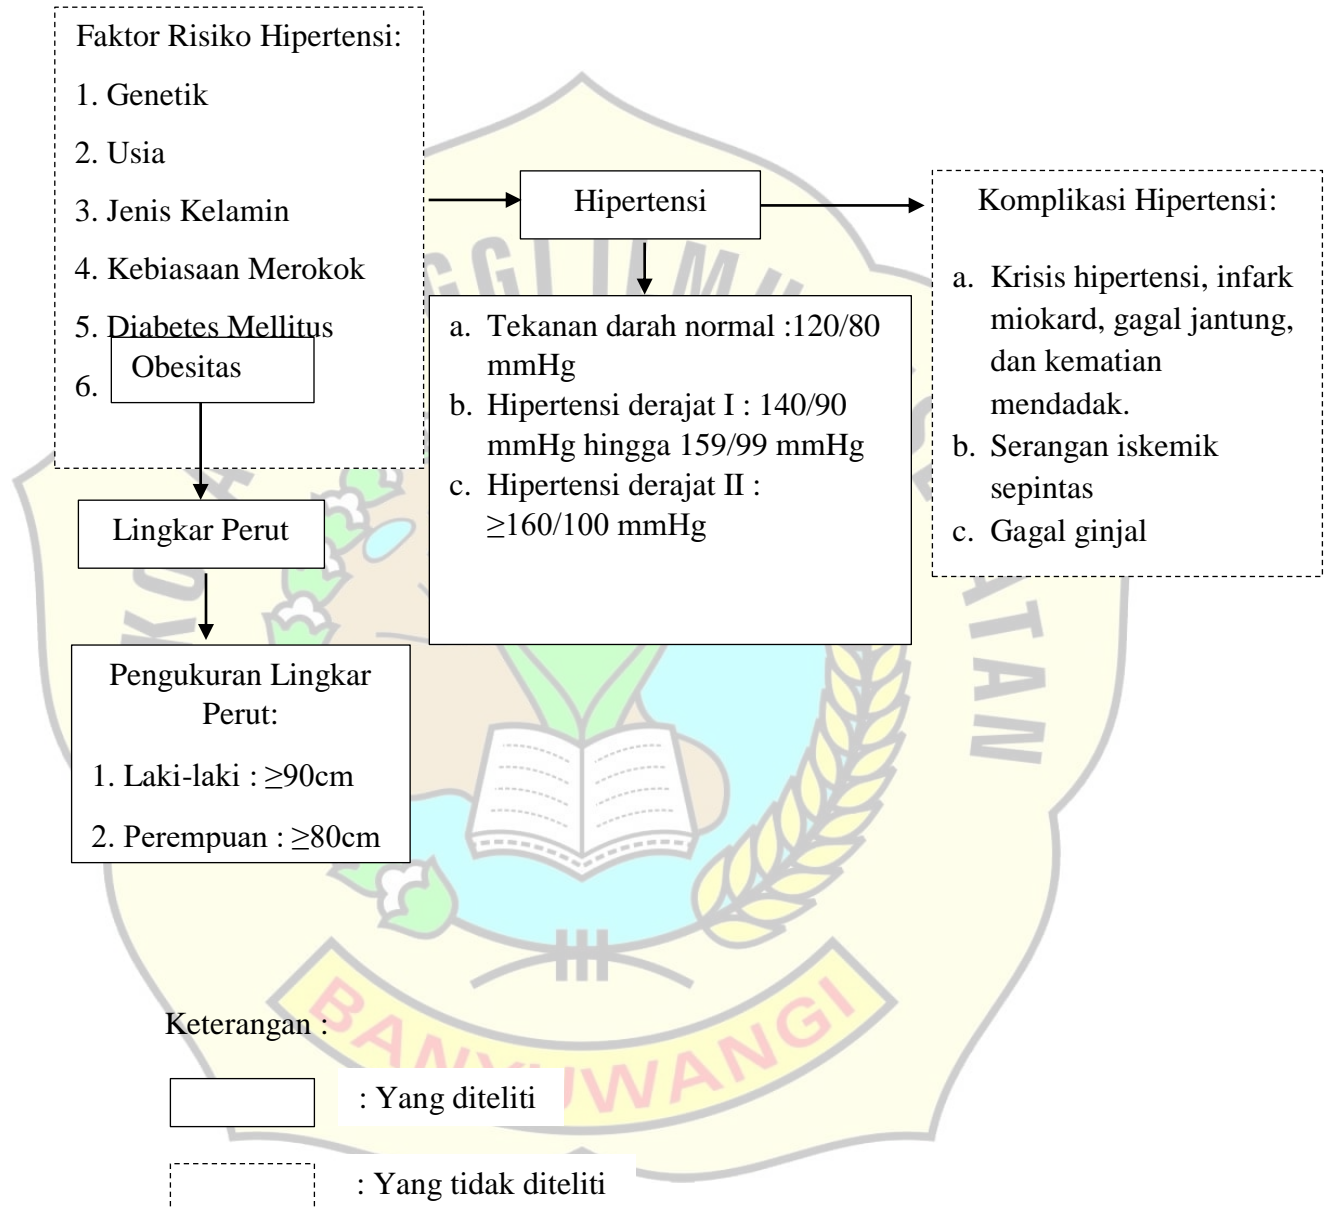 Faktor Risiko Hipertensi:
1. Genetik
2. Usia
3. Jenis Kelamin
4. Kebiasaan Merokok
5. Diabetes Mellitus
6. Obesitas
Lingkar Perut
Pengukuran Lingkar
Perut:
1. Laki-laki : ≥90cm
2. Perempuan : ≥80cm
Hipertensi
a. Tekanan darah normal :120/80
mmHg
b. Hipertensi derajat I : 140/90
mmHg hingga 159/99 mmHg
c. Hipertensi derajat II :
≥160/100 mmHg
Komplikasi Hipertensi:
a. Krisis hipertensi, infark
miokard, gagal jantung,
dan kematian
mendadak.
b. Serangan iskemik
sepintas
c. Gagal ginjal
Keterangan :
: Yang diteliti
: Yang tidak diteliti
BANYUWANGI